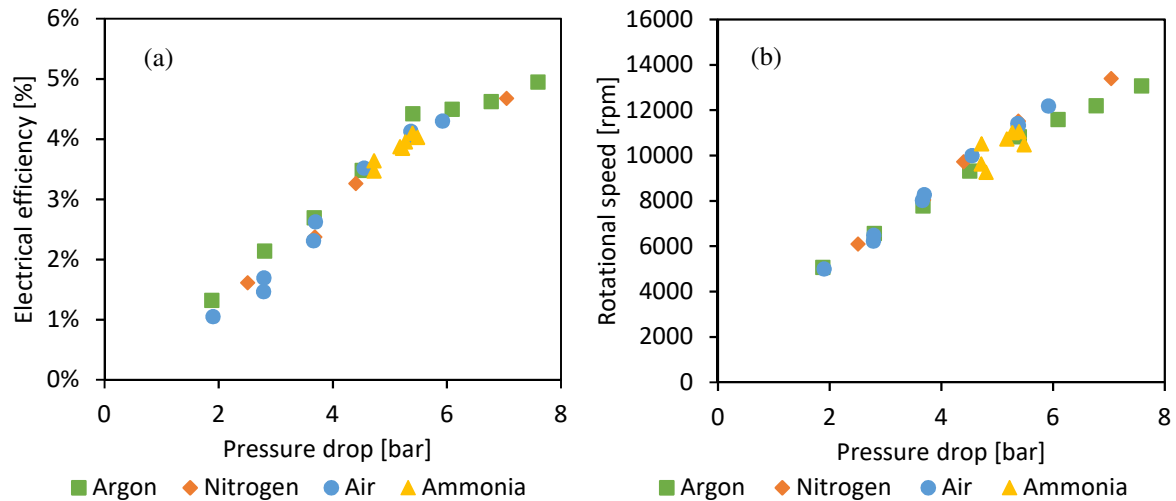 (a)
Electrical efficiency [%]
6%
5%
4%
3%
2%
1%
0%
0 2 4 6 8
Pressure drop [bar]
Argon Nitrogen Air Ammonia
(b)
Rotational speed [rpm]
16000
14000
12000
10000
8000
6000
4000
2000
0
0 2 4 6 8
Pressure drop [bar]
Argon Nitrogen Air Ammonia